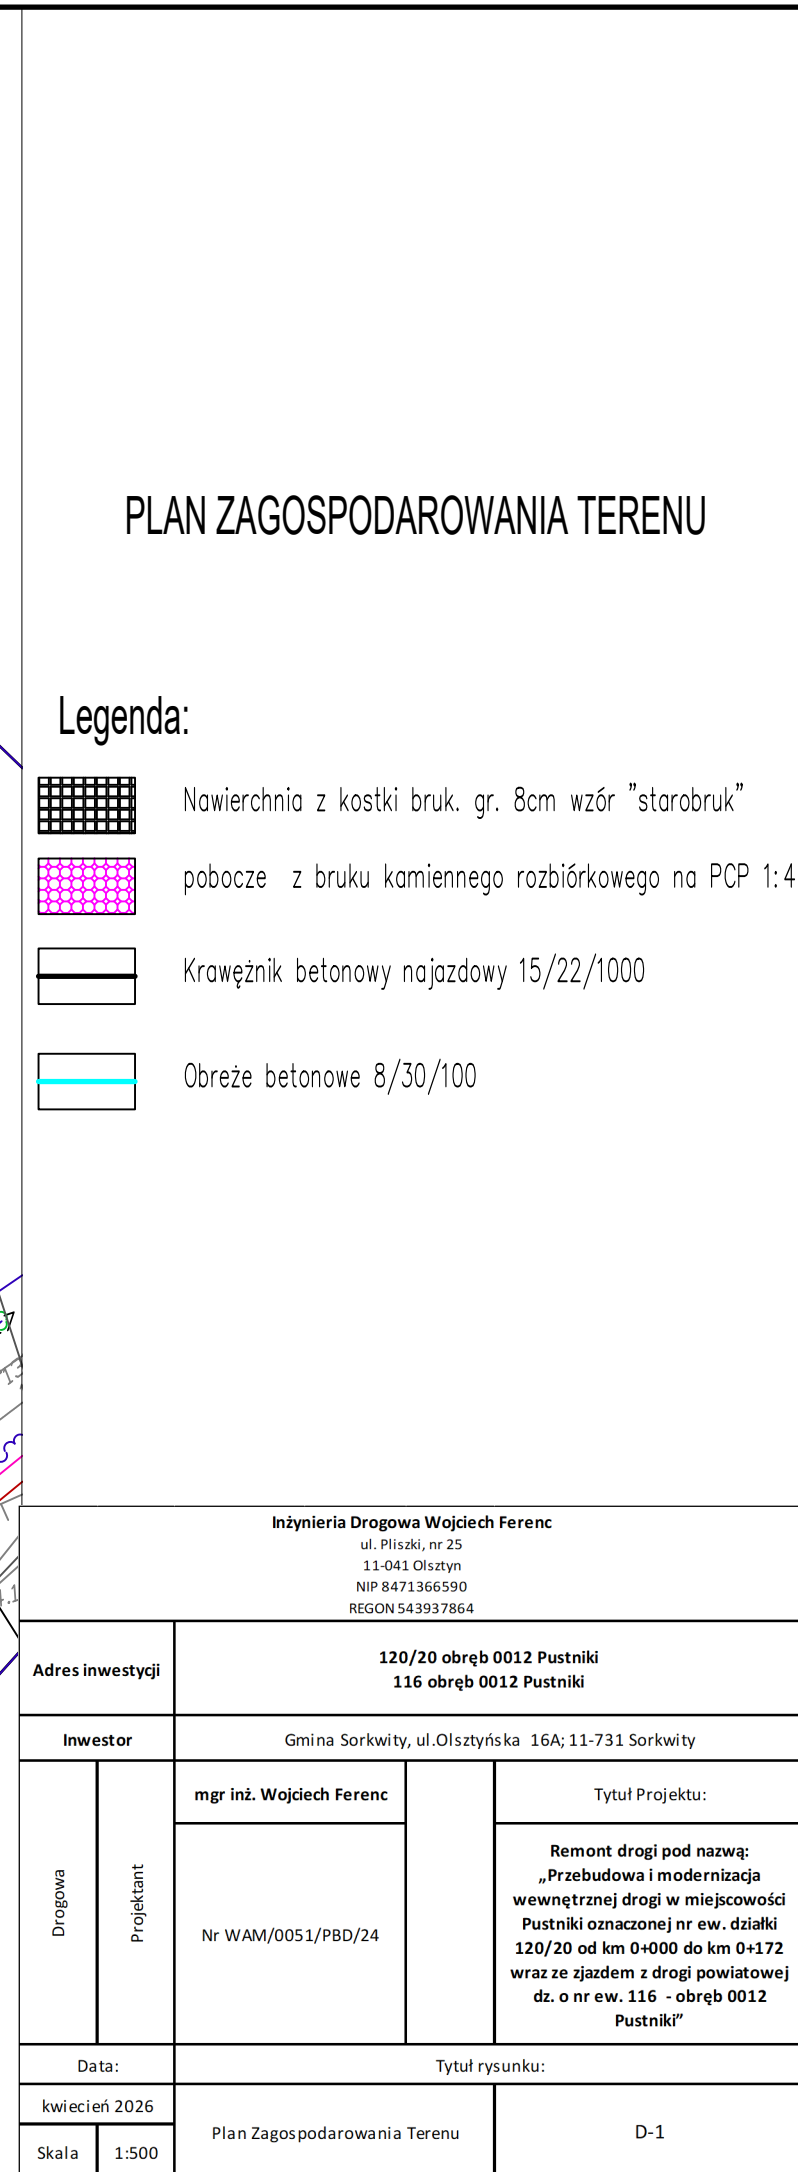 PLAN ZAGOSPODAROWANIA TERENU
Legenda:
Nawierchnia z kostki bruk. gr. 8cm wzór "starobruk"
pobocze z bruku kamiennego rozbiórkowego na PCP 1:4
Krawężnik betonowy najazdowy 15/22/1000
Obreże betonowe 8/30/100
Inżynieria Drogowa Wojciech Ferenc
ul. Pliszki, nr 25
11-041 Olsztyn
NIP 8471366590
REGON 543937864
Adres inwestycji
120/20 obręb 0012 Pustniki
116 obręb 0012 Pustniki
Inwestor
Gmina Sorkwity, ul.Olsztyńska 16A; 11-731 Sorkwity
Drogowa
Projektant
mgr inż. Wojciech Ferenc
Nr WAM/0051/PBD/24
Tytuł Projektu:
Remont drogi pod nazwą:
„Przebudowa i modernizacja
wewnętrznej drogi w miejscowości
Pustniki oznaczonej nr ew. działki
120/20 od km 0+000 do km 0+172
wraz ze zjazdem z drogi powiatowej
dz. o nr ew. 116 - obręb 0012
Pustniki”
Data:
Tytuł rysunku:
kwiecień 2026
Plan Zagospodarowania Terenu
D-1
Skala
1:500